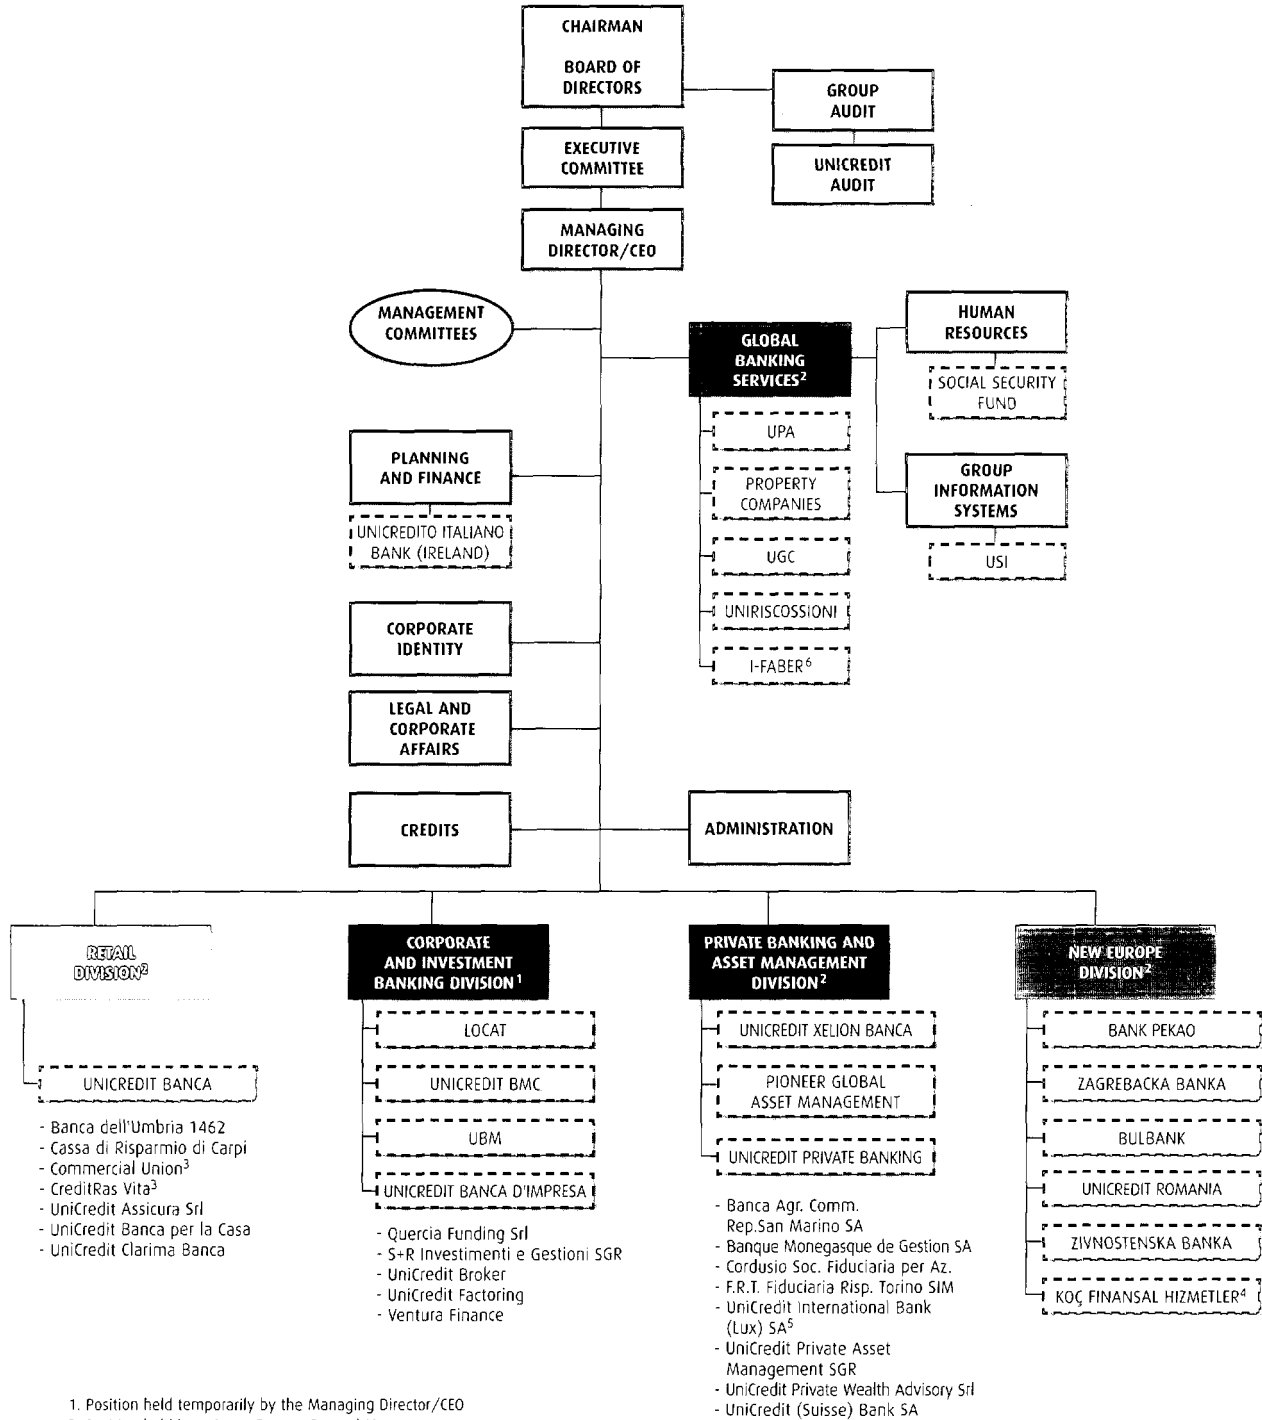 CHAIRMAN
BOARD OF
DIRECTORS
GROUP
AUDIT
EXECUTIVE
COMMITTEE
UNICREDIT
AUDIT
MANAGING
DIRECTOR/CEO
MANAGEMENT
COMMITTEES
GLOBAL
BANKING
SERVICES²
HUMAN
RESOURCES
SOCIAL SECURITY
FUND
UPA
PROPERTY
COMPANIES
UGC
UNIRISCOSSIONI
I-FABER⁶
GROUP
INFORMATION
SYSTEMS
USI
PLANNING
AND FINANCE
UNICREDITO ITALIANO
BANK (IRELAND)
CORPORATE
IDENTITY
LEGAL AND
CORPORATE
AFFAIRS
CREDITS
ADMINISTRATION
RETAIL
DIVISION²
UNICREDIT BANCA
- Banca dell'Umbria 1462
- Cassa di Risparmio di Carpi
- Commercial Union³
- CreditRas Vita³
- UniCredit Assicura Srl
- UniCredit Banca per la Casa
- UniCredit Clarima Banca
CORPORATE
AND INVESTMENT
BANKING DIVISION¹
LOCAT
UNICREDIT BMC
UBM
UNICREDIT BANCA D'IMPRESA
- Quercia Funding Srl
- S+R Investimenti e Gestioni SGR
- UniCredit Broker
- UniCredit Factoring
- Ventura Finance
PRIVATE BANKING AND
ASSET MANAGEMENT
DIVISION²
UNICREDIT XELION BANCA
PIONEER GLOBAL
ASSET MANAGEMENT
UNICREDIT PRIVATE BANKING
- Banca Agr. Comm.
Rep.San Marino SA
- Banque Monegasque de Gestion SA
- Cordusio Soc. Fiduciaria per Az.
- F.R.T. Fiduciaria Risp. Torino SIM
- UniCredit International Bank
(Lux) SA⁵
- UniCredit Private Asset
Management SGR
- UniCredit Private Wealth Advisory Srl
- UniCredit (Suisse) Bank SA
NEW EUROPE
DIVISION²
BANK PEKAO
ZAGREBACKA BANKA
BULBANK
UNICREDIT ROMANIA
ZIVNOSTENSKA BANKA
KOÇ FINANSAL HIZMETLER⁴
1. Position held temporarily by the Managing Director/CEO